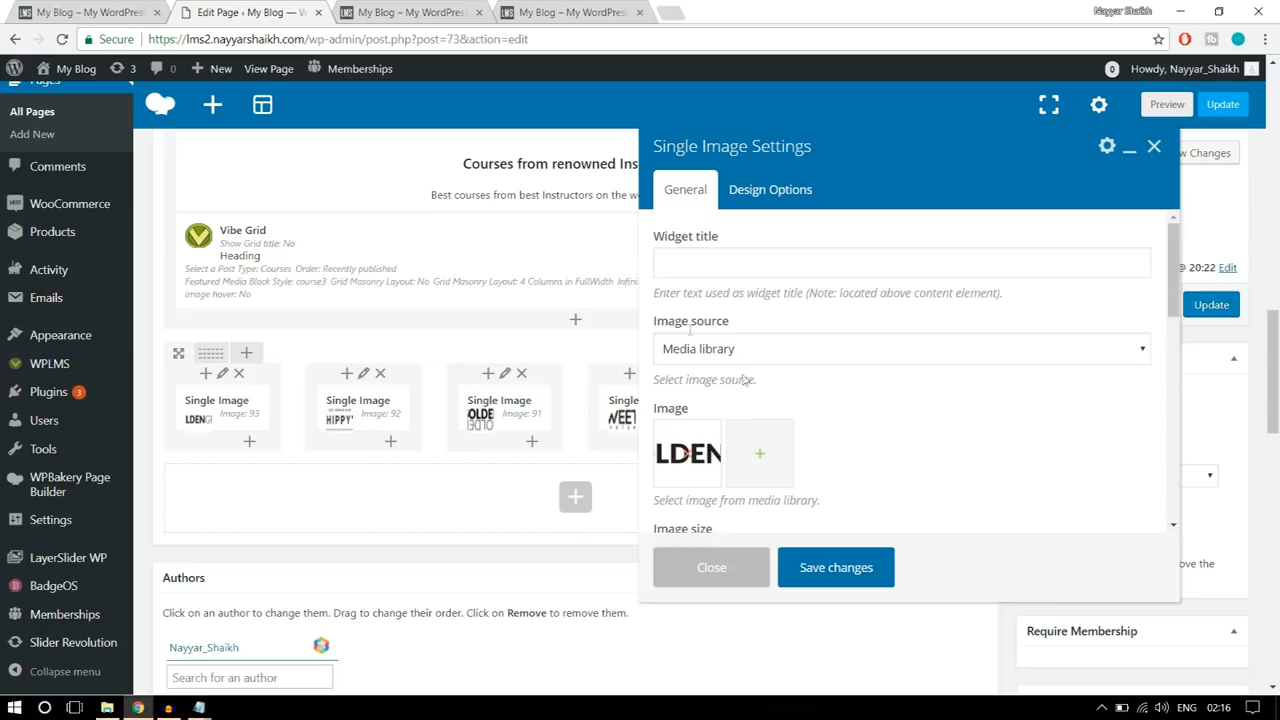 My Blog – My WordPress
Edit Page ‹ My Blog —
My Blog – My WordPress
My Blog – My WordPress
Nayyar Shaikh
Secure
https://lms2.nayyarshaikh.com/wp-admin/post.php?post=73&action=edit
My Blog
3
New
View Page
Memberships
0
Howdy, Nayyar_Shaikh
Pages
All Pages
Add New
Comments
WooCommerce
Products
Activity
Emails
Appearance
WPLMS
Plugins 3
Users
Tools
WPBakery Page
Builder
Settings
LayerSlider WP
BadgeOS
Memberships
Slider Revolution
Collapse menu
Preview
Update
Courses from renowned Ins
Best courses from best Instructors on the w
Vibe Grid
Show Grid title: No
Heading
Select a Post Type: Courses Order: Recently published
Featured Media Block Style: course3 Grid Masonry Layout: No Grid Masonry Layout: 4 Columns in FullWidth Infin
image hover: No
Single Image
Image: 93
LDENG
Single Image
Image: 92
HIPPY
Single Image
Image: 91
OLDE
Single
WEET
Single Image Settings
General
Design Options
Widget title
Enter text used as widget title (Note: located above content element).
Image source
Media library
Select image source.
Image
LDEN
Select image from media library.
Image size
Close
Save changes
w Changes
@ 20:22 Edit
Update
ove the
Require Membership
Authors
Click on an author to change them. Drag to change their order. Click on Remove to remove them.
Nayyar_Shaikh
Search for an author
ENG
02:16